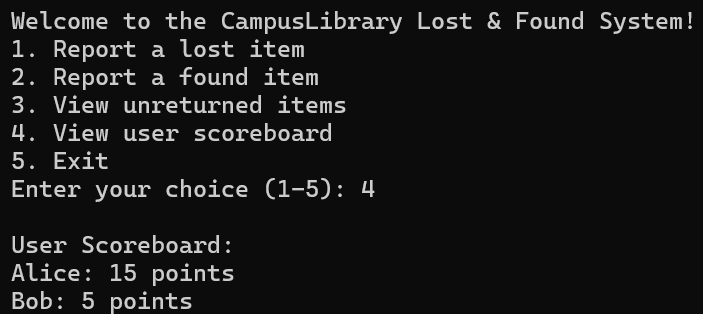 Welcome to the CampusLibrary Lost & Found System!
1. Report a lost item
2. Report a found item
3. View unreturned items
4. View user scoreboard
5. Exit
Enter your choice (1-5): 4
User Scoreboard:
Alice: 15 points
Bob: 5 points